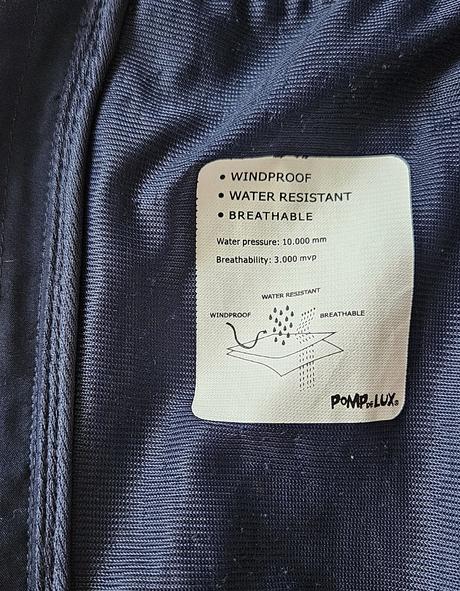 • WINDPROOF
• WATER RESISTANT
• BREATHABLE
Water pressure: 10.000 mm
Breathability: 3.000 mvp
WATER RESISTANT
WINDPROOF
BREATHABLE
POMPdeLUX®